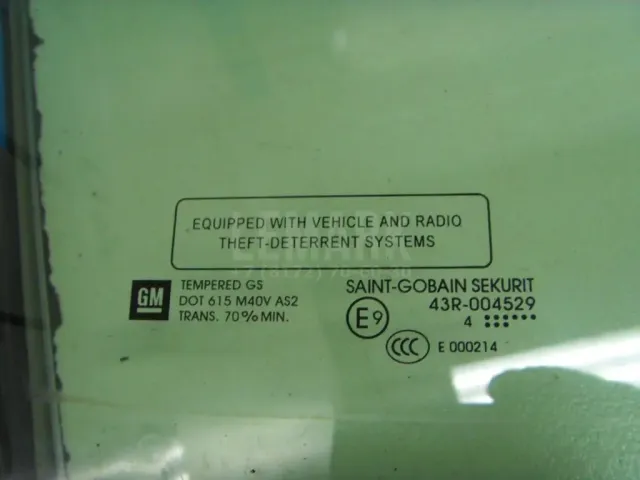 EQUIPPED WITH VEHICLE AND RADIO
THEFT-DETERRENT SYSTEMS
GM
TEMPERED GS
DOT 615 M40V AS2
TRANS. 70% MIN.
SAINT-GOBAIN SEKURIT
43R-004529
E9
4
CCC
E 000214